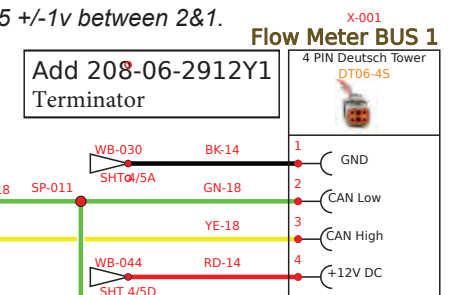 5 +/-1v between 2&1.
X-001
Flow Meter BUS 1
4 PIN Deutsch Tower
DT06-4S
Add 208-06-2912Y1
Terminator
WB-030
BK-14
1
GND
SHT 4/5A
18
SP-011
GN-18
2
CAN Low
YE-18
3
CAN High
WB-044
RD-14
4
+12V DC
SHT 4/5D